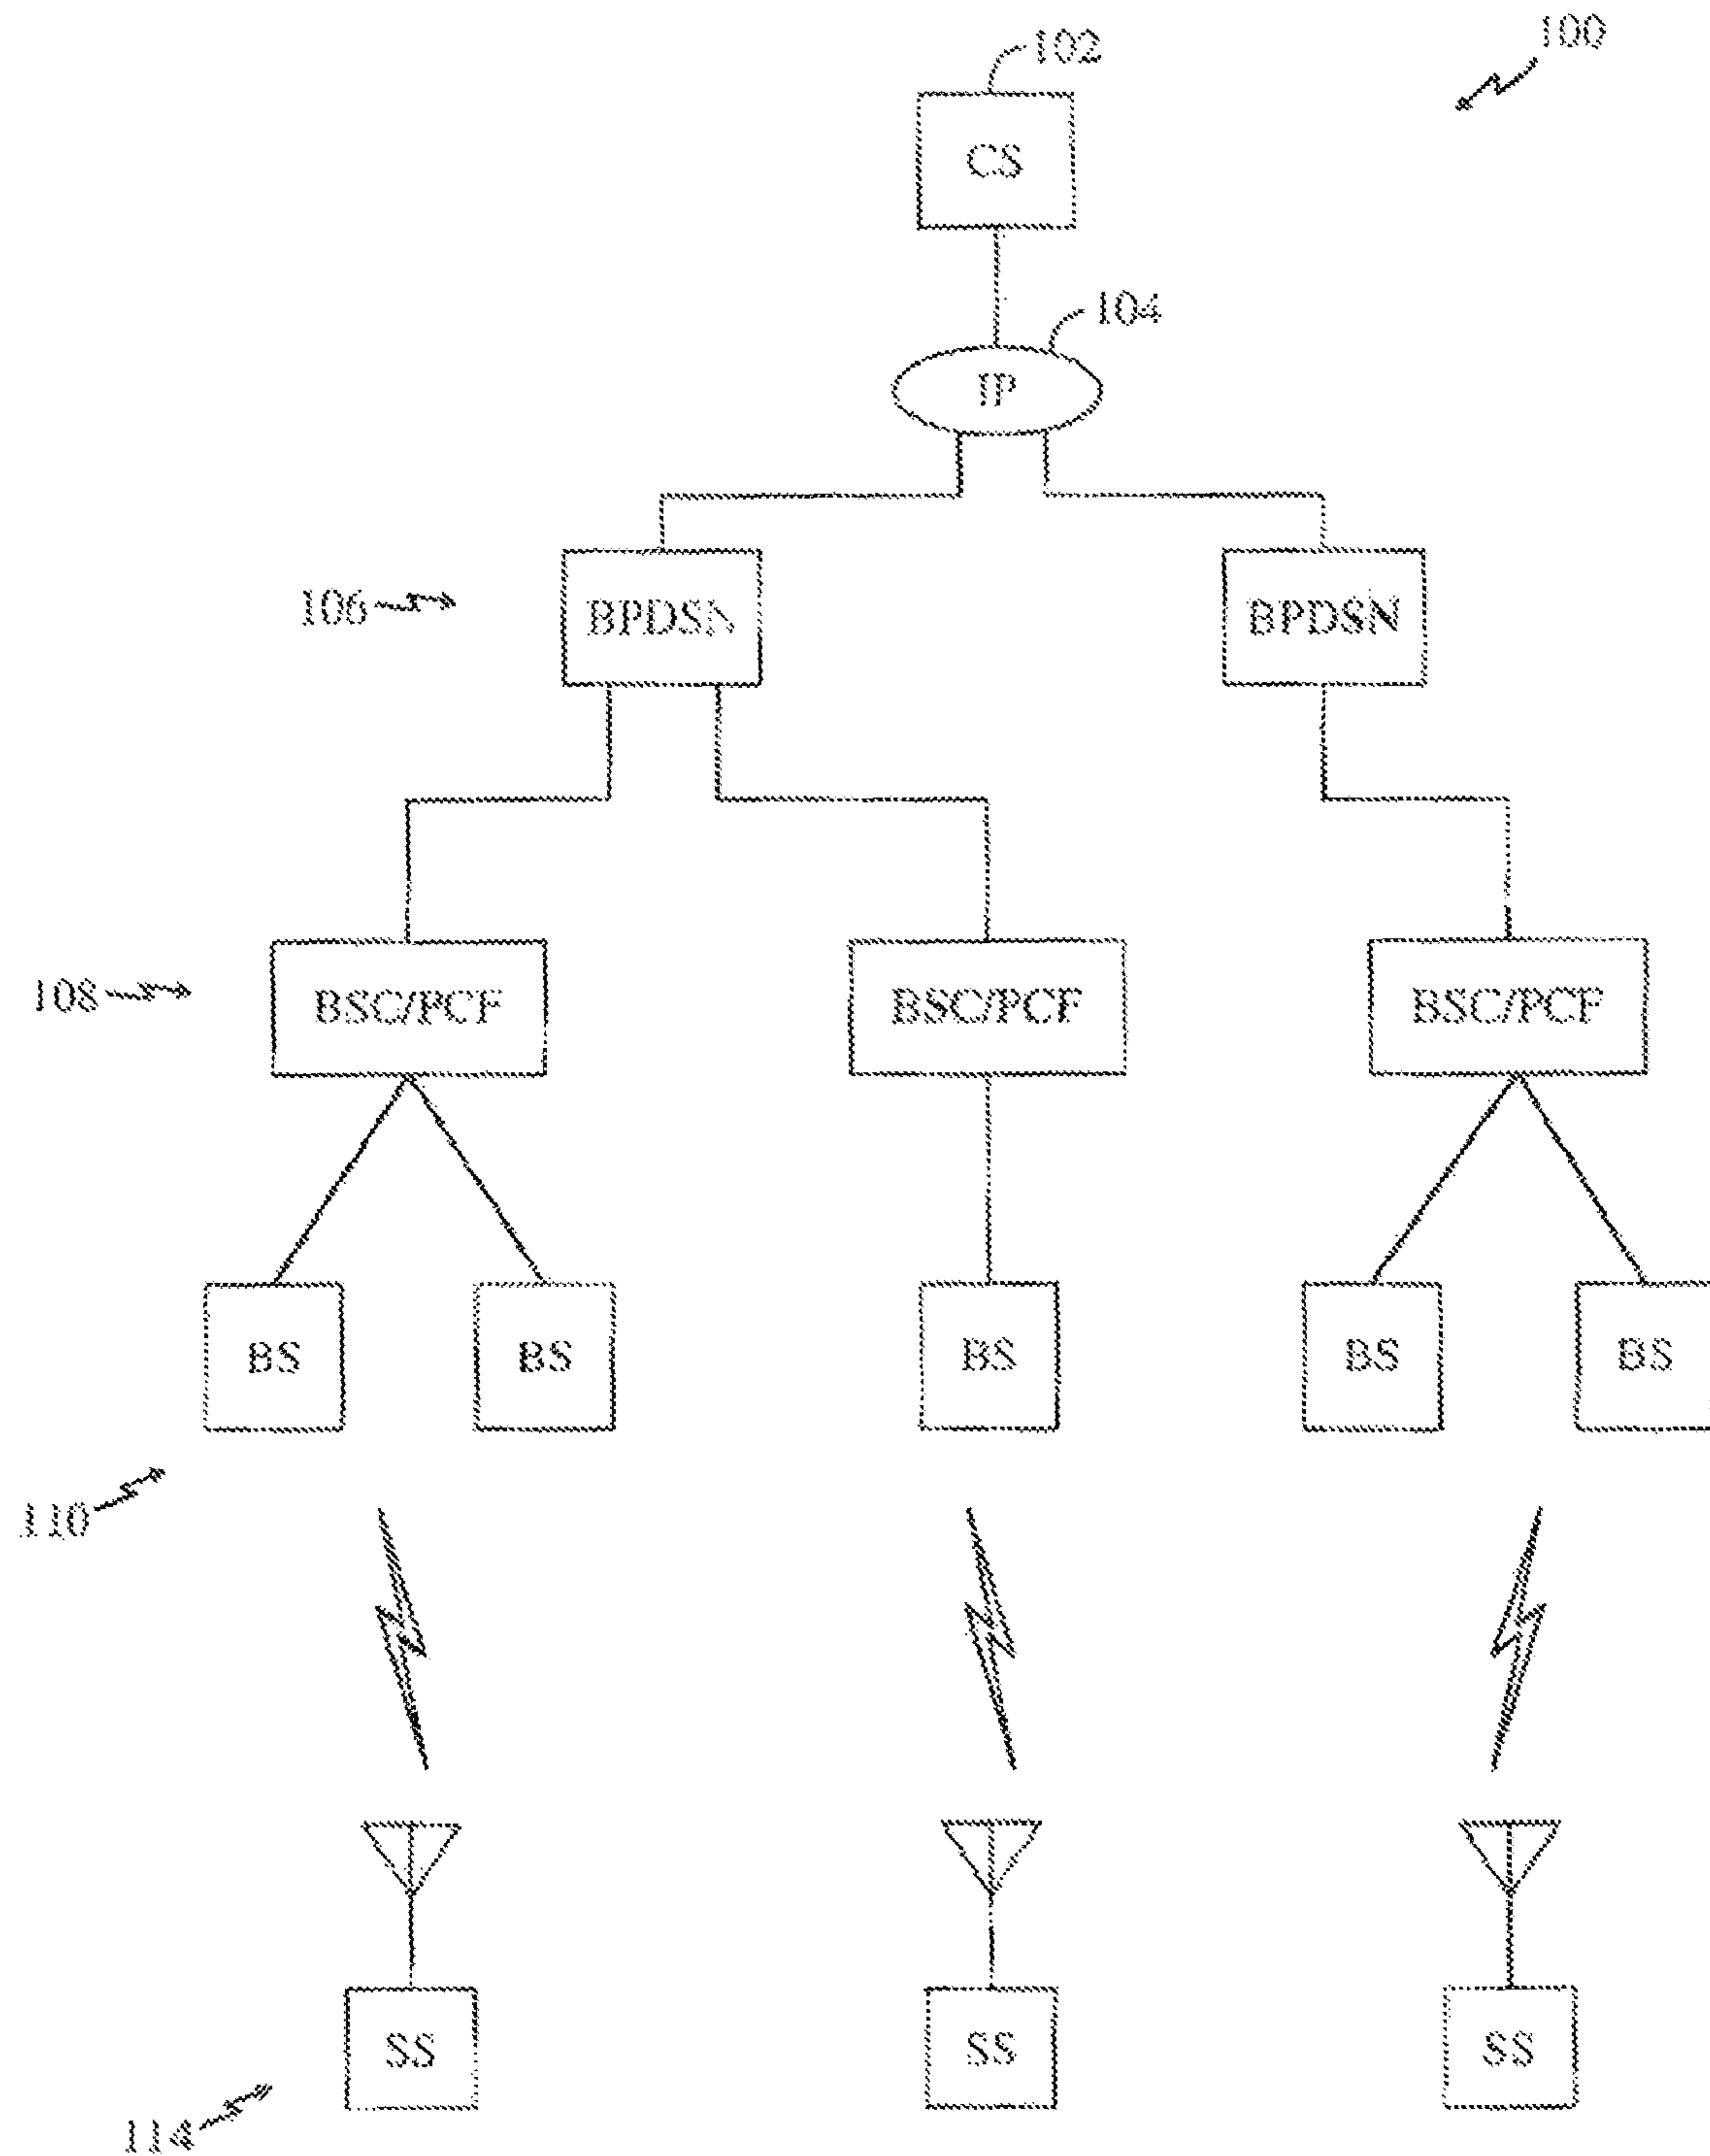 100
102
CS
104
IP
106
BPDSN BPDSN
108
BSC/PCF BSC/PCF BSC/PCF
BS BS BS BS BS
110
SS SS SS
114